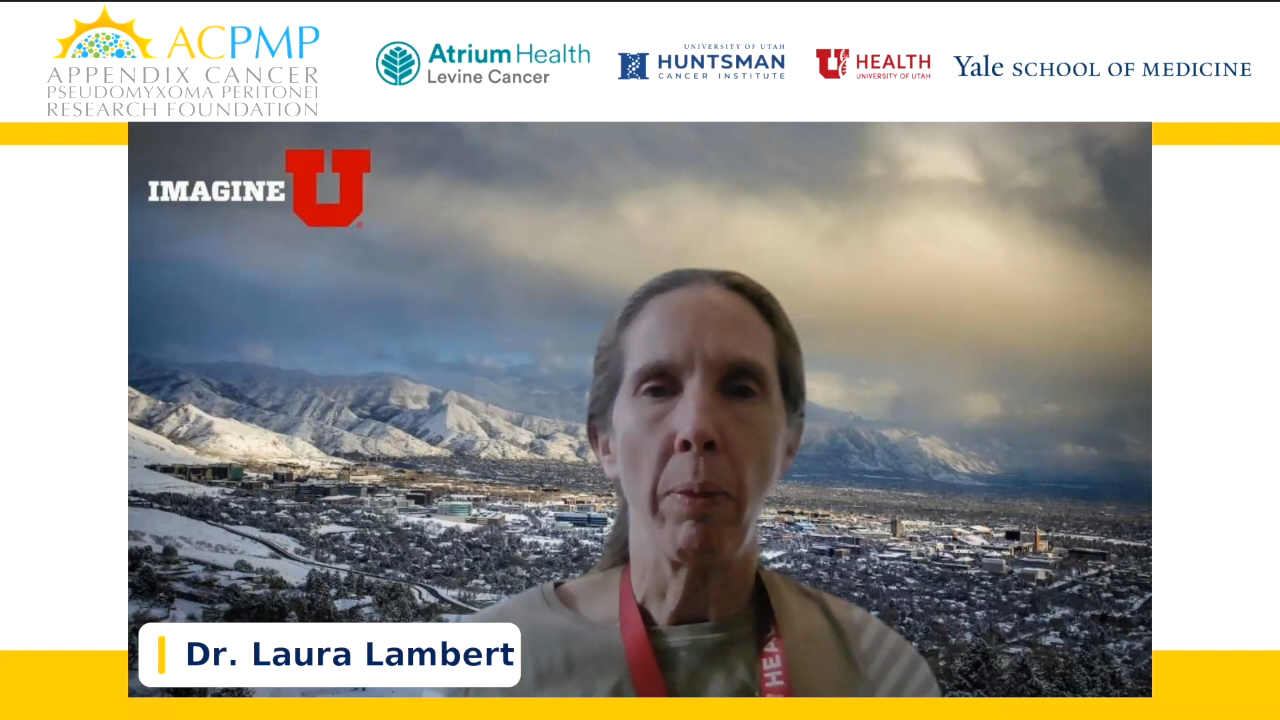 ACPMP
APPENDIX CANCER
PSEUDOMYXOMA PERITONEI
RESEARCH FOUNDATION
Atrium Health
Levine Cancer
UNIVERSITY OF UTAH
HUNTSMAN
CANCER INSTITUTE
U HEALTH
UNIVERSITY OF UTAH
Yale SCHOOL OF MEDICINE
IMAGINE U
HEA
Dr. Laura Lambert